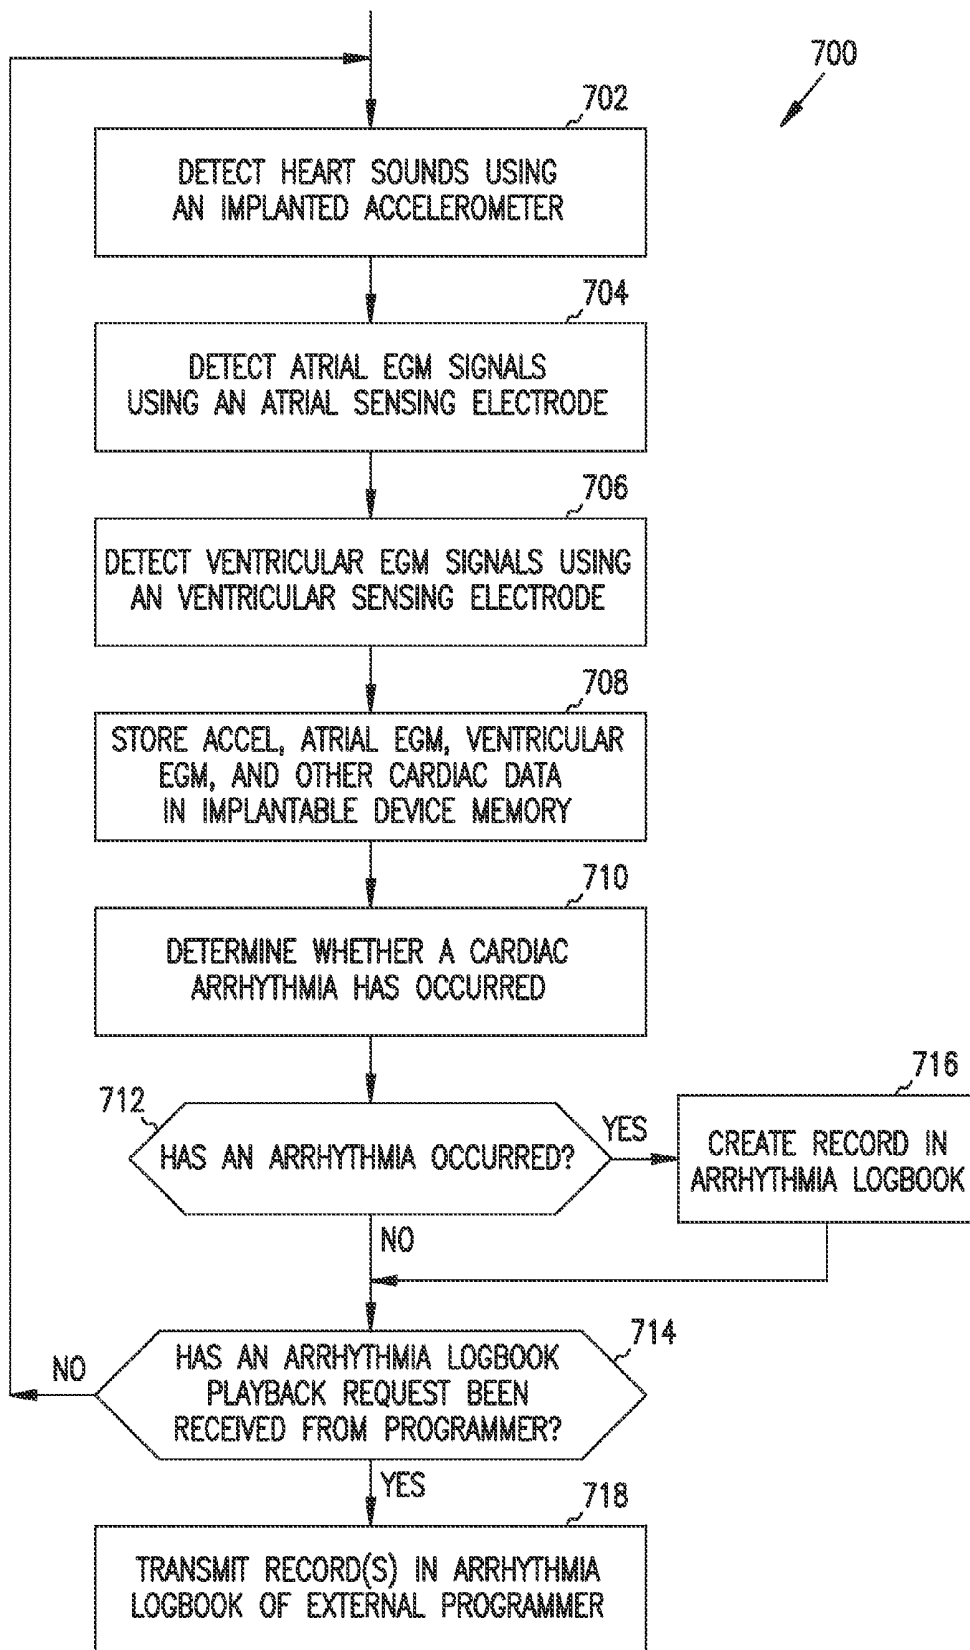 700
702
DETECT HEART SOUNDS USING
AN IMPLANTED ACCELEROMETER
704
DETECT ATRIAL EGM SIGNALS
USING AN ATRIAL SENSING ELECTRODE
706
DETECT VENTRICULAR EGM SIGNALS USING
AN VENTRICULAR SENSING ELECTRODE
708
STORE ACCEL, ATRIAL EGM, VENTRICULAR
EGM, AND OTHER CARDIAC DATA
IN IMPLANTABLE DEVICE MEMORY
710
DETERMINE WHETHER A CARDIAC
ARRHYTHMIA HAS OCCURRED
712
HAS AN ARRHYTHMIA OCCURRED?
YES
716
CREATE RECORD IN
ARRHYTHMIA LOGBOOK
NO
714
HAS AN ARRHYTHMIA LOGBOOK
PLAYBACK REQUEST BEEN
RECEIVED FROM PROGRAMMER?
NO
YES
718
TRANSMIT RECORD(S) IN ARRHYTHMIA
LOGBOOK OF EXTERNAL PROGRAMMER